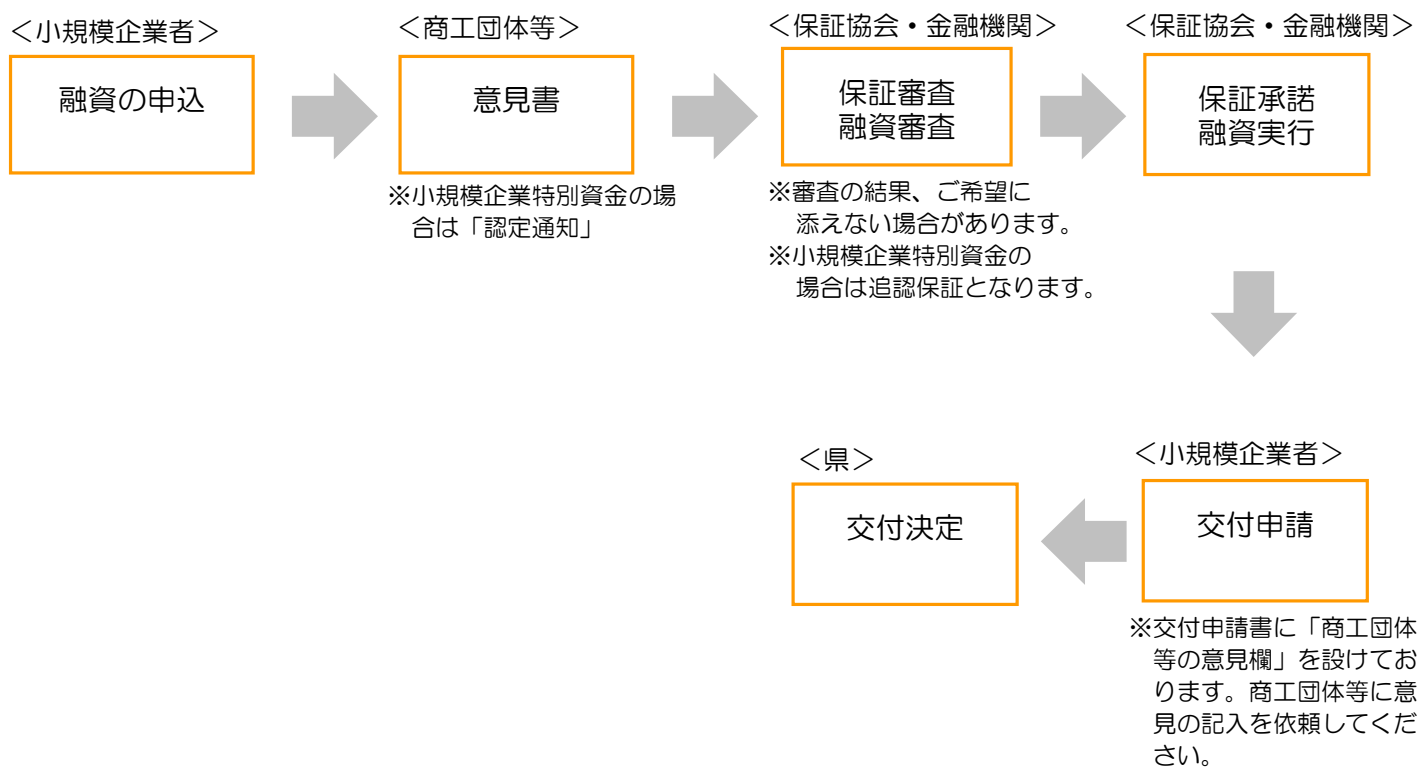 ＜小規模企業者＞
融資の申込
＜商工団体等＞
意見書
※小規模企業特別資金の場
合は「認定通知」
＜保証協会・金融機関＞
保証審査
融資審査
※審査の結果、ご希望に
添えない場合があります。
※小規模企業特別資金の
場合は追認保証となります。
＜保証協会・金融機関＞
保証承諾
融資実行
＜小規模企業者＞
交付申請
※交付申請書に「商工団体
等の意見欄」を設けてお
ります。商工団体等に意
見の記入を依頼してくだ
さい。
＜県＞
交付決定